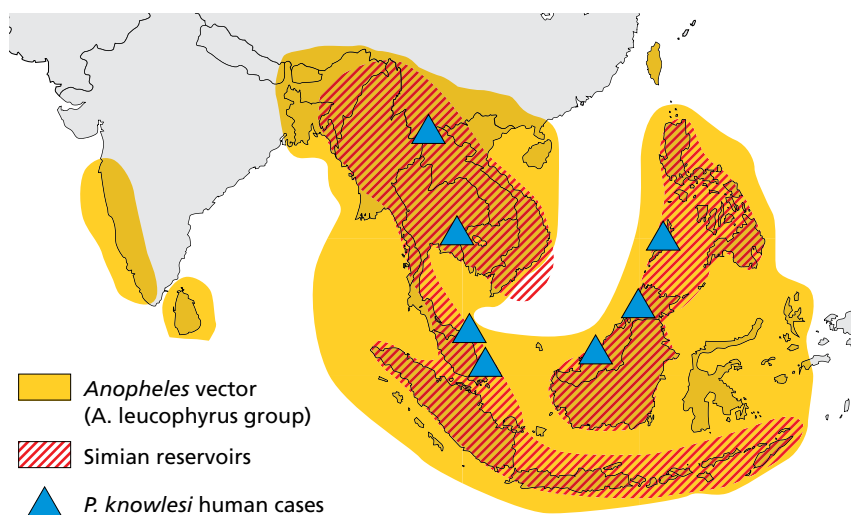 Anopheles vector
(A. leucophyrus group)
Simian reservoirs
P. knowlesi human cases